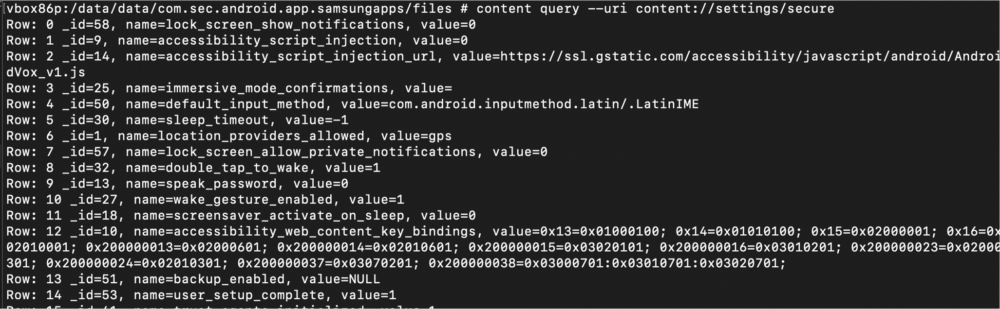 [vbox86p:/data/data/com.sec.android.app.samsungapps/files # content query --uri content://settings/secure
Row: 0 _id=58, name=lock_screen_show_notifications, value=0
Row: 1 _id=9, name=accessibility_script_injection, value=0
Row: 2 _id=14, name=accessibility_script_injection_url, value=https://ssl.gstatic.com/accessibility/javascript/android/Androi
dVox_v1.js
Row: 3 _id=25, name=immersive_mode_confirmations, value=
Row: 4 _id=50, name=default_input_method, value=com.android.inputmethod.latin/.LatinIME
Row: 5 _id=30, name=sleep_timeout, value=-1
Row: 6 _id=1, name=location_providers_allowed, value=gps
Row: 7 _id=57, name=lock_screen_allow_private_notifications, value=0
Row: 8 _id=32, name=double_tap_to_wake, value=1
Row: 9 _id=13, name=speak_password, value=0
Row: 10 _id=27, name=wake_gesture_enabled, value=1
Row: 11 _id=18, name=screensaver_activate_on_sleep, value=0
Row: 12 _id=10, name=accessibility_web_content_key_bindings, value=0x13=0x01000100; 0x14=0x01010100; 0x15=0x02000001; 0x16=0x
02010001; 0x200000013=0x02000601; 0x200000014=0x02010601; 0x200000015=0x03020101; 0x200000016=0x03010201; 0x200000023=0x02000
301; 0x200000024=0x02010301; 0x200000037=0x03070201; 0x200000038=0x03000701:0x03010701:0x03020701;
Row: 13 _id=51, name=backup_enabled, value=NULL
Row: 14 _id=53, name=user_setup_complete, value=1